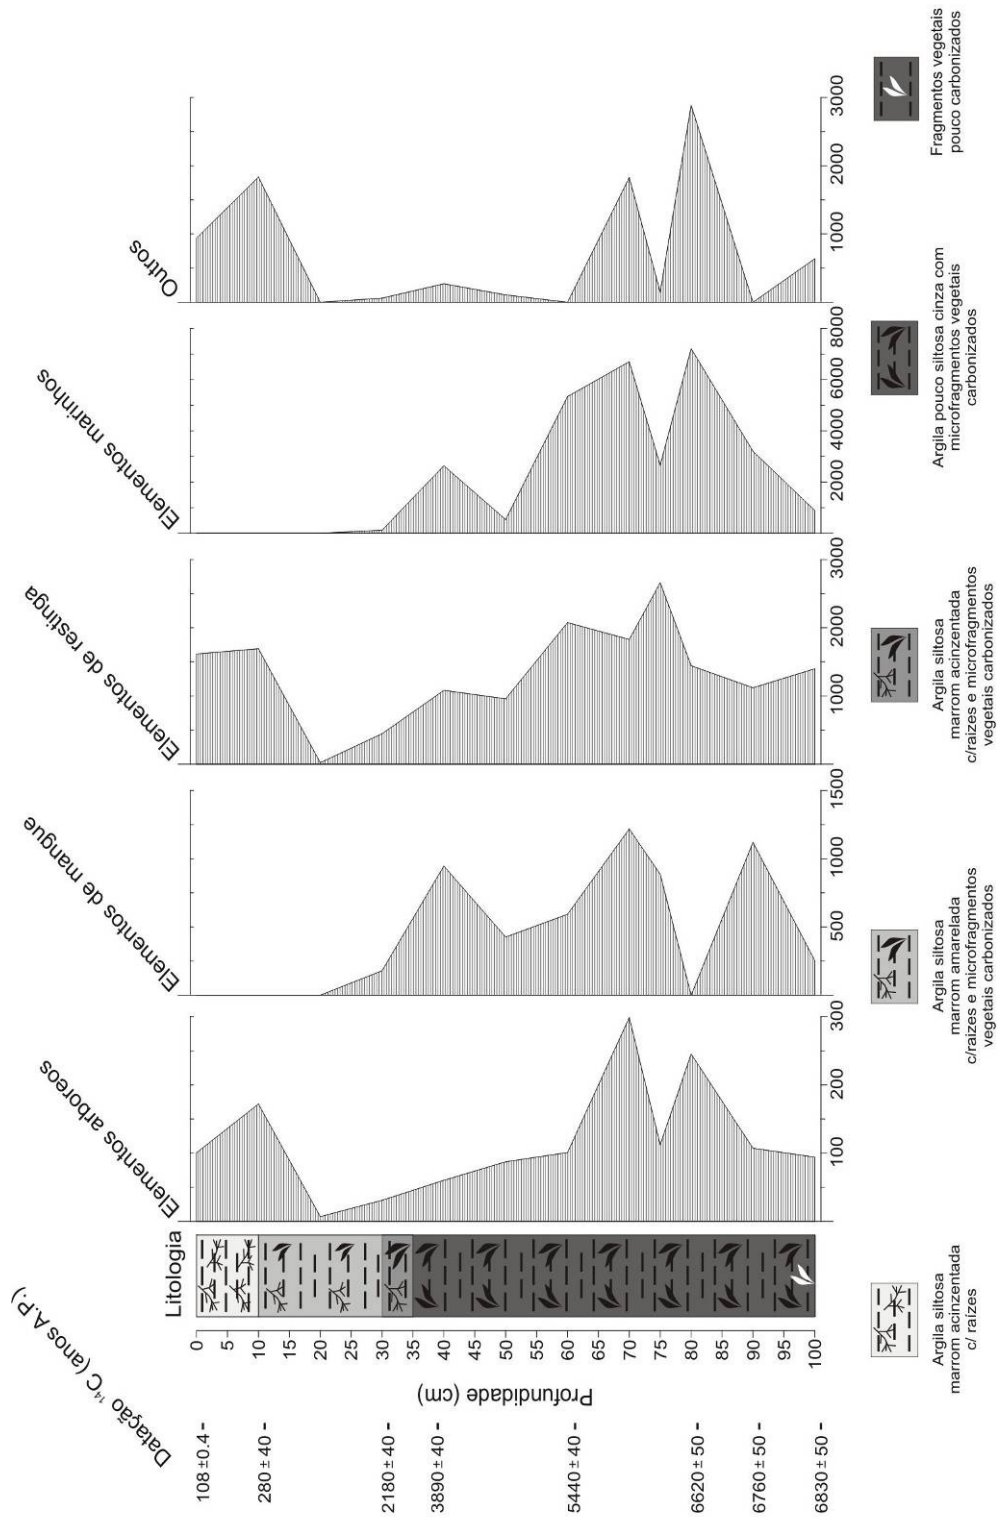 Datação ¹⁴C (anos A.P.)
108±0.4 -
280±40 -
2180±40 -
3890±40 -
5440±40 -
6620±50 -
6760±50 -
6830±50 -
Profundidade (cm)
0
5
10
15
20
25
30
35
40
45
50
55
60
65
70
75
80
85
90
95
100
Litologia
Elementos arboreos
100
200
300
Elementos de mangue
500
1000
1500
Elementos de restinga
1000
2000
3000
Elementos marinhos
2000
4000
6000
8000
Outros
1000
2000
3000
Argila siltosa
marrom acinzentada
c/ raizes
Argila siltosa
marrom amarelada
c/raizes e microfragmentos
vegetais carbonizados
Argila siltosa
marrom acinzentada
c/raizes e microfragmentos
vegetais carbonizados
Argila pouco siltosa cinza com
microfragmentos vegetais
carbonizados
Fragmentos vegetais
pouco carbonizados